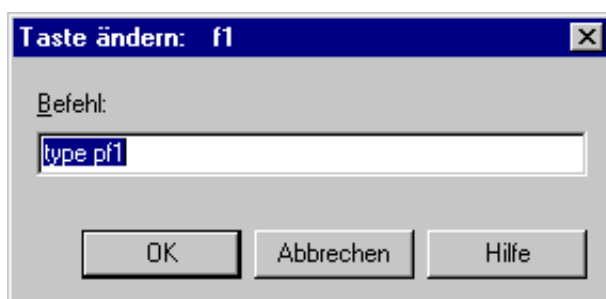 Taste ändern: f1
Befehl:
type pf1
OK Abbrechen Hilfe